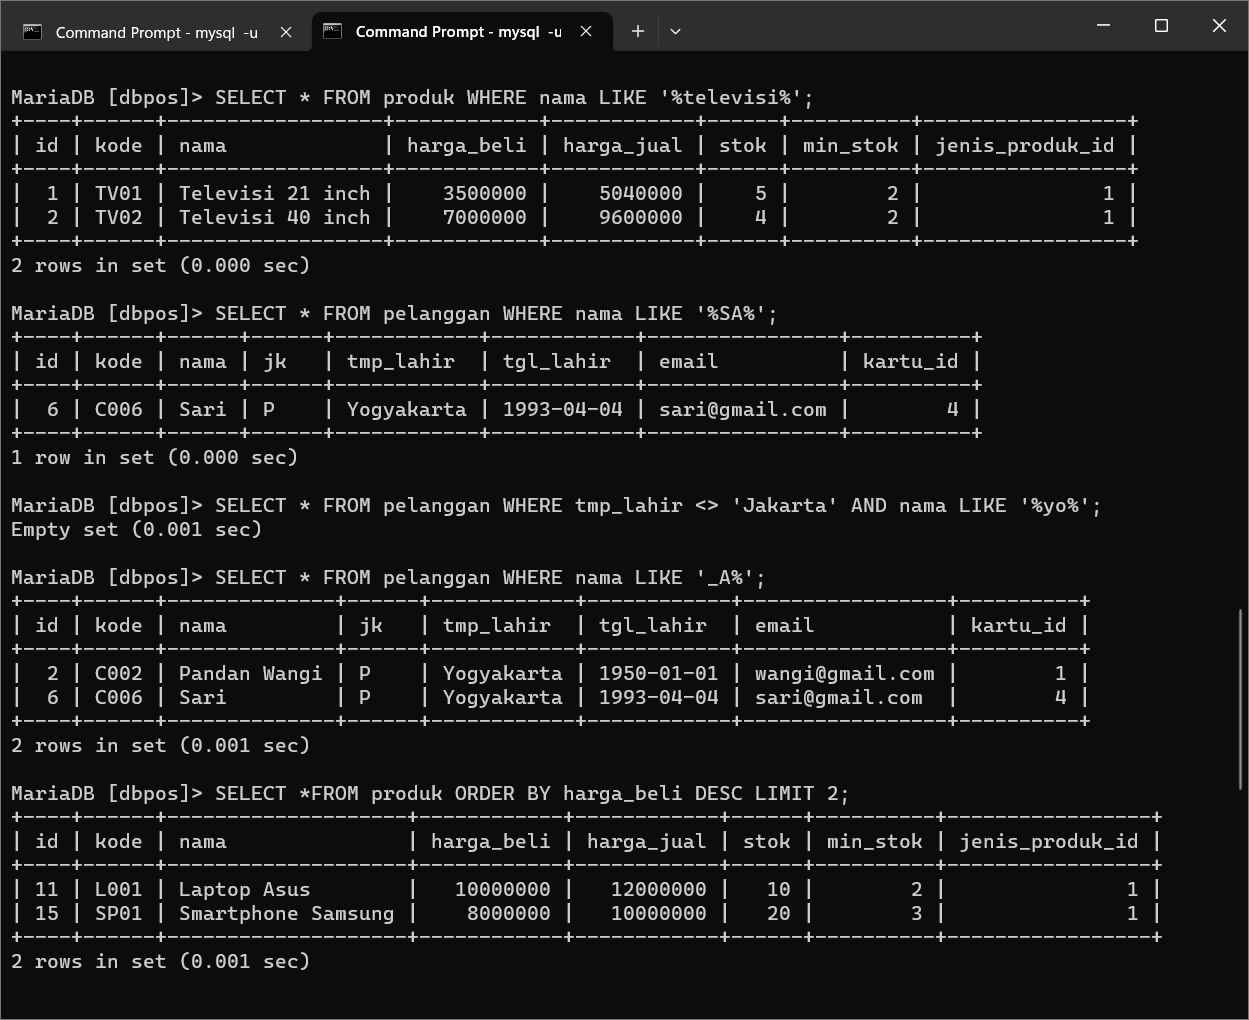 Command Prompt - mysql  -u
Command Prompt - mysql  -u
MariaDB [dbpos]> SELECT * FROM produk WHERE nama LIKE '%televisi%';
+----+------+------------------+------------+------------+------+----------+-----------------+
| id | kode | nama             | harga_beli | harga_jual | stok | min_stok | jenis_produk_id |
+----+------+------------------+------------+------------+------+----------+-----------------+
|  1 | TV01 | Televisi 21 inch |    3500000 |    5040000 |    5 |        2 |               1 |
|  2 | TV02 | Televisi 40 inch |    7000000 |    9600000 |    4 |        2 |               1 |
+----+------+------------------+------------+------------+------+----------+-----------------+
2 rows in set (0.000 sec)
MariaDB [dbpos]> SELECT * FROM pelanggan WHERE nama LIKE '%SA%';
+----+------+------+------+------------+------------+----------------+----------+
| id | kode | nama | jk   | tmp_lahir  | tgl_lahir  | email          | kartu_id |
+----+------+------+------+------------+------------+----------------+----------+
|  6 | C006 | Sari | P    | Yogyakarta | 1993-04-04 | sari@gmail.com |        4 |
+----+------+------+------+------------+------------+----------------+----------+
1 row in set (0.000 sec)
MariaDB [dbpos]> SELECT * FROM pelanggan WHERE tmp_lahir <> 'Jakarta' AND nama LIKE '%yo%';
Empty set (0.001 sec)
MariaDB [dbpos]> SELECT * FROM pelanggan WHERE nama LIKE '_A%';
+----+------+--------------+------+------------+------------+-----------------+----------+
| id | kode | nama         | jk   | tmp_lahir  | tgl_lahir  | email           | kartu_id |
+----+------+--------------+------+------------+------------+-----------------+----------+
|  2 | C002 | Pandan Wangi | P    | Yogyakarta | 1950-01-01 | wangi@gmail.com |        1 |
|  6 | C006 | Sari         | P    | Yogyakarta | 1993-04-04 | sari@gmail.com  |        4 |
+----+------+--------------+------+------------+------------+-----------------+----------+
2 rows in set (0.001 sec)
MariaDB [dbpos]> SELECT *FROM produk ORDER BY harga_beli DESC LIMIT 2;
+----+------+--------------------+------------+------------+------+----------+-----------------+
| id | kode | nama               | harga_beli | harga_jual | stok | min_stok | jenis_produk_id |
+----+------+--------------------+------------+------------+------+----------+-----------------+
| 11 | L001 | Laptop Asus        |   10000000 |   12000000 |   10 |        2 |               1 |
| 15 | SP01 | Smartphone Samsung |    8000000 |   10000000 |   20 |        3 |               1 |
+----+------+--------------------+------------+------------+------+----------+-----------------+
2 rows in set (0.001 sec)